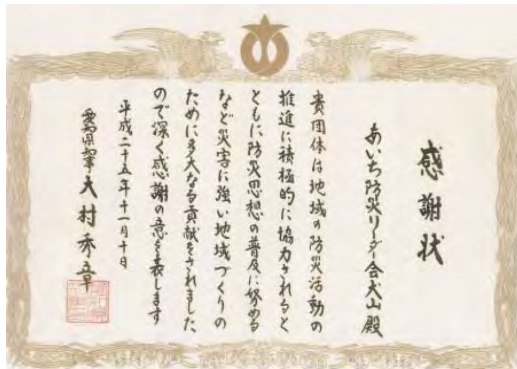 感謝状
あいち防災リーダー会犬山 殿
貴団体は地域の防災活動の
推進に積極的に協力されると
ともに防災思想の普及に努める
など災害に強い地域づくりの
ために多大なる貢献をされました
ので深く感謝の意を表します
平成二十五年十一月十日
愛知県知事 大村秀章